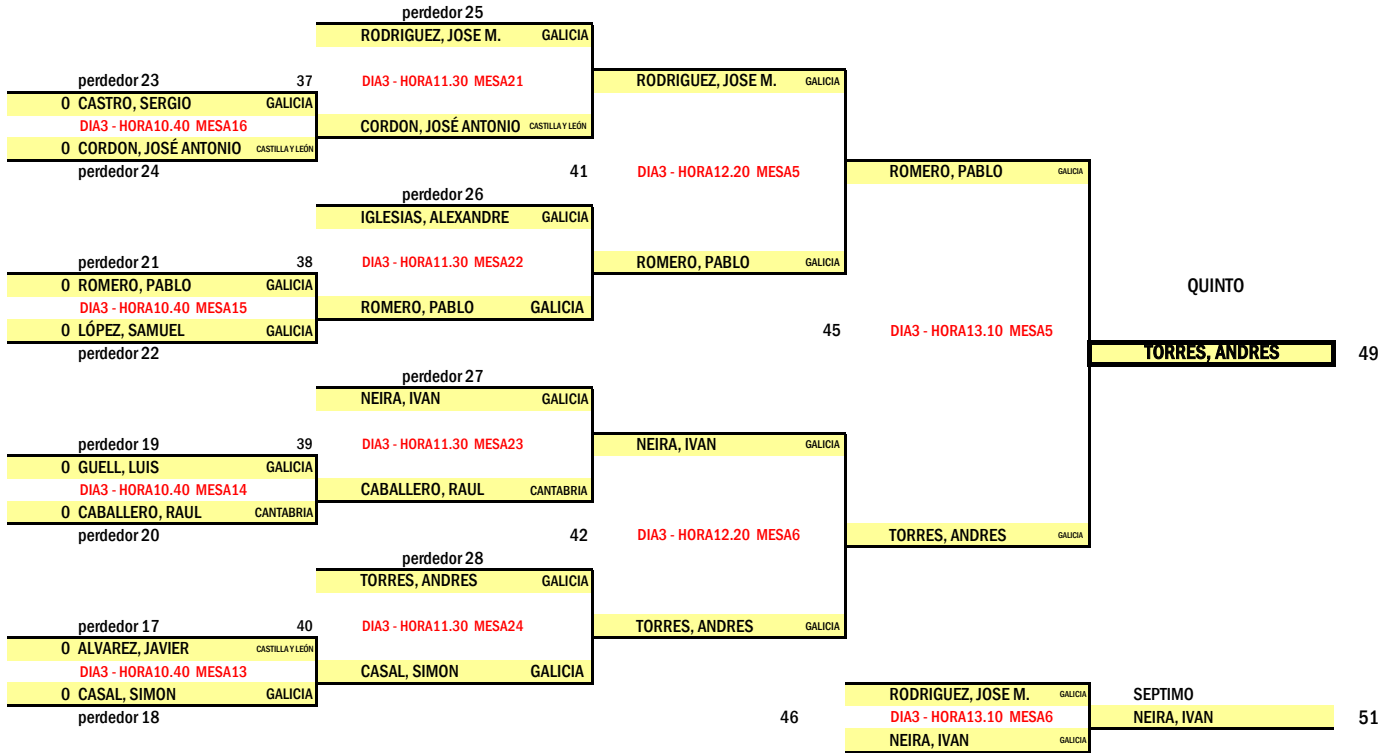 perdedor 25
RODRIGUEZ, JOSE M. GALICIA
perdedor 23 37 DIA3 - HORA11.30 MESA21 RODRIGUEZ, JOSE M. GALICIA
0 CASTRO, SERGIO GALICIA
DIA3 - HORA10.40 MESA16 CORDON, JOSÉ ANTONIO CASTILLA Y LEÓN
0 CORDON, JOSÉ ANTONIO CASTILLA Y LEÓN
perdedor 24 41 DIA3 - HORA12.20 MESA5 ROMERO, PABLO GALICIA
perdedor 26
IGLESIAS, ALEXANDRE GALICIA
perdedor 21 38 DIA3 - HORA11.30 MESA22 ROMERO, PABLO GALICIA
0 ROMERO, PABLO GALICIA QUINTO
DIA3 - HORA10.40 MESA15 ROMERO, PABLO GALICIA
0 LÓPEZ, SAMUEL GALICIA 45 DIA3 - HORA13.10 MESA5
perdedor 22 TORRES, ANDRES 49
perdedor 27
NEIRA, IVAN GALICIA
perdedor 19 39 DIA3 - HORA11.30 MESA23 NEIRA, IVAN GALICIA
0 GUELL, LUIS GALICIA
DIA3 - HORA10.40 MESA14 CABALLERO, RAUL CANTABRIA
0 CABALLERO, RAUL CANTABRIA
perdedor 20 42 DIA3 - HORA12.20 MESA6 TORRES, ANDRES GALICIA
perdedor 28
TORRES, ANDRES GALICIA
perdedor 17 40 DIA3 - HORA11.30 MESA24 TORRES, ANDRES GALICIA
0 ALVAREZ, JAVIER CASTILLA Y LEÓN
DIA3 - HORA10.40 MESA13 CASAL, SIMON GALICIA
0 CASAL, SIMON GALICIA RODRIGUEZ, JOSE M. GALICIA SEPTIMO
perdedor 18 46 DIA3 - HORA13.10 MESA6 NEIRA, IVAN 51
NEIRA, IVAN GALICIA